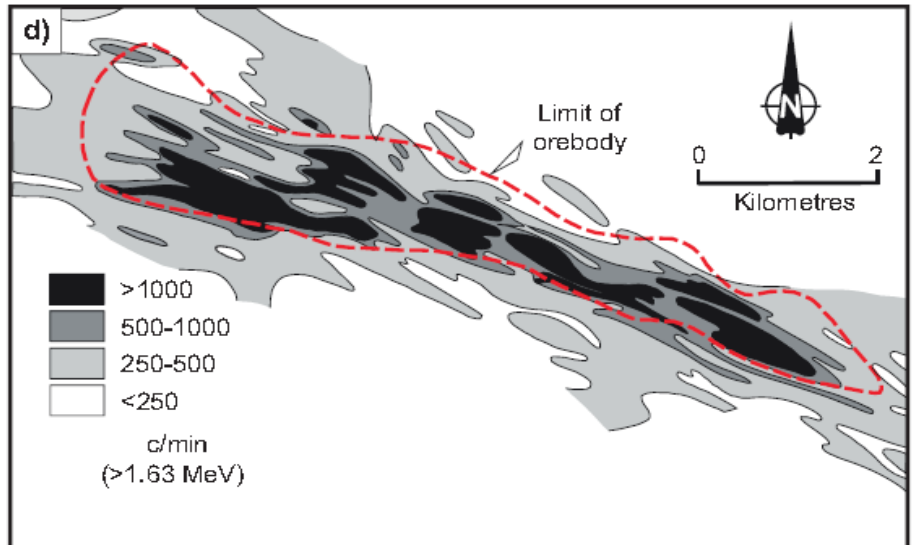 d)
N
Limit of
orebody
0 2
Kilometres
>1000
500-1000
250-500
<250
c/min
(>1.63 MeV)